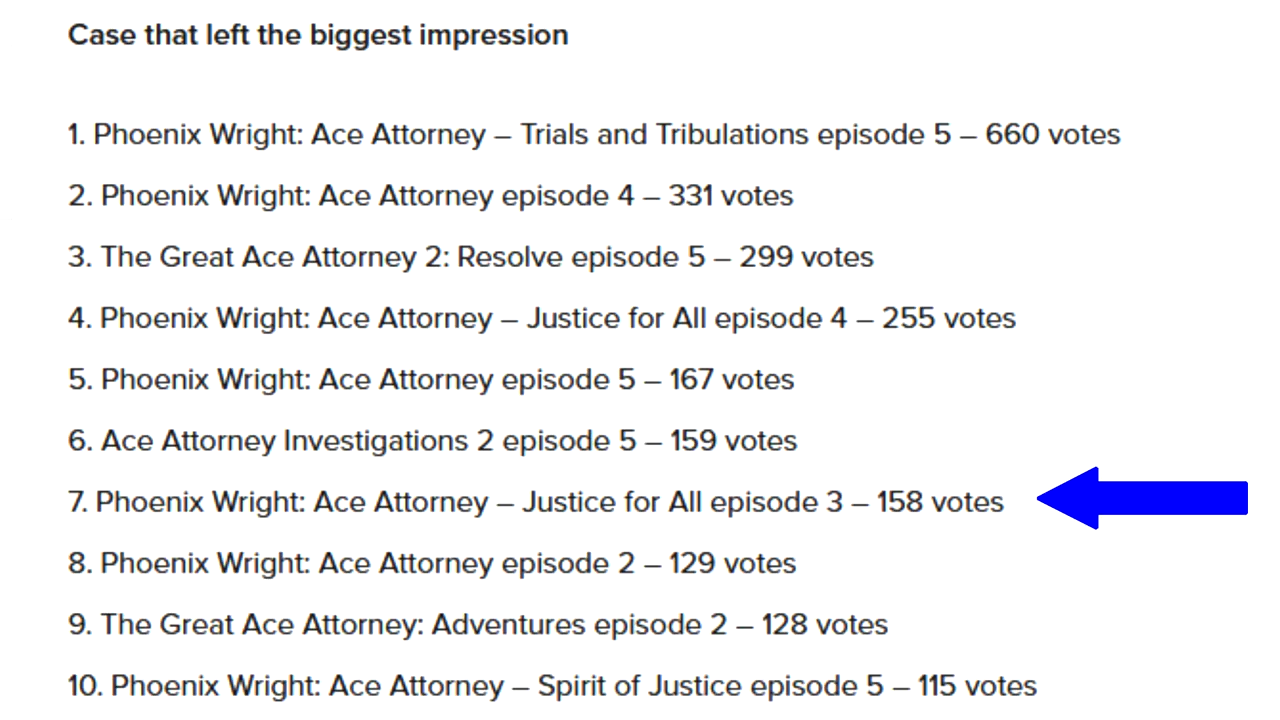 Case that left the biggest impression
1. Phoenix Wright: Ace Attorney – Trials and Tribulations episode 5 – 660 votes
2. Phoenix Wright: Ace Attorney episode 4 – 331 votes
3. The Great Ace Attorney 2: Resolve episode 5 – 299 votes
4. Phoenix Wright: Ace Attorney – Justice for All episode 4 – 255 votes
5. Phoenix Wright: Ace Attorney episode 5 – 167 votes
6. Ace Attorney Investigations 2 episode 5 – 159 votes
7. Phoenix Wright: Ace Attorney – Justice for All episode 3 – 158 votes
8. Phoenix Wright: Ace Attorney episode 2 – 129 votes
9. The Great Ace Attorney: Adventures episode 2 – 128 votes
10. Phoenix Wright: Ace Attorney – Spirit of Justice episode 5 – 115 votes